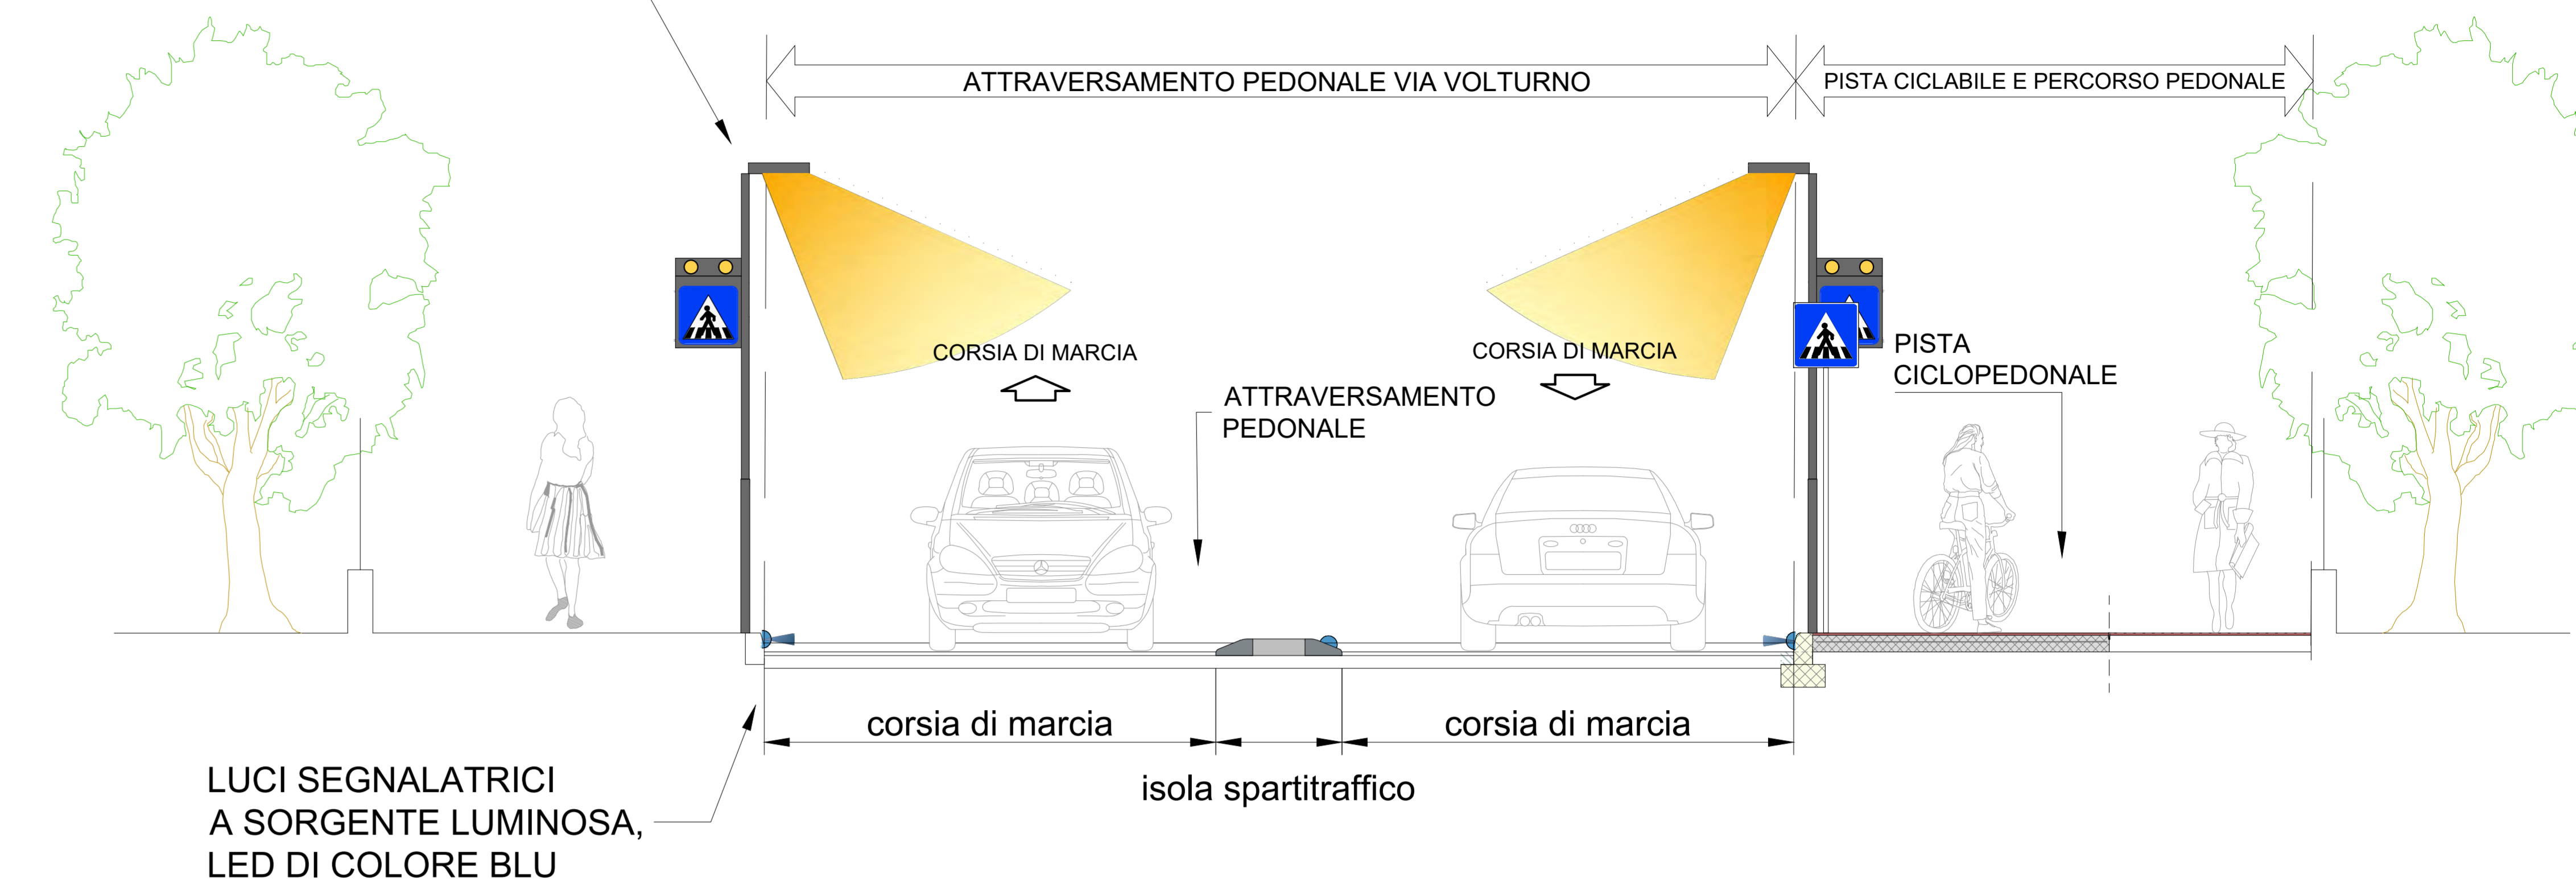 ATTRAVERSAMENTO PEDONALE VIA VOLTURNO
PISTA CICLABILE E PERCORSO PEDONALE
CORSIA DI MARCIA
CORSIA DI MARCIA
PISTA
CICLOPEDONALE
ATTRAVERSAMENTO
PEDONALE
corsia di marcia
corsia di marcia
isola spartitraffico
LUCI SEGNALATRICI
A SORGENTE LUMINOSA,
LED DI COLORE BLU